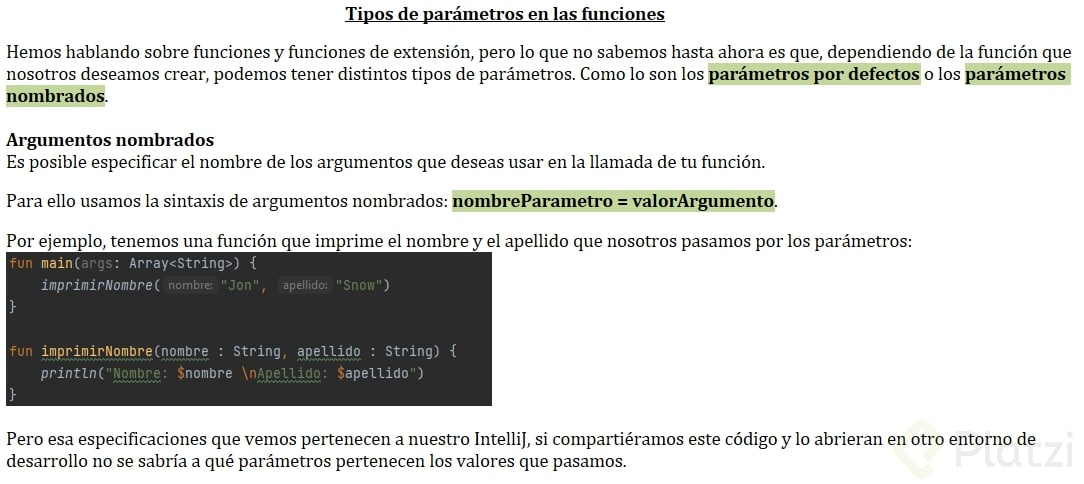 Tipos de parámetros en las funciones
Hemos hablando sobre funciones y funciones de extensión, pero lo que no sabemos hasta ahora es que, dependiendo de la función que
nosotros deseamos crear, podemos tener distintos tipos de parámetros. Como lo son los parámetros por defectos o los parámetros
nombrados.
Argumentos nombrados
Es posible especificar el nombre de los argumentos que deseas usar en la llamada de tu función.
Para ello usamos la sintaxis de argumentos nombrados: nombreParametro = valorArgumento.
Por ejemplo, tenemos una función que imprime el nombre y el apellido que nosotros pasamos por los parámetros:
fun main(args: Array<String>) {
    imprimirNombre( nombre: "Jon", apellido: "Snow")
}
fun imprimirNombre(nombre : String, apellido : String) {
    println("Nombre: $nombre \nApellido: $apellido")
}
Pero esa especificaciones que vemos pertenecen a nuestro IntelliJ, si compartiéramos este código y lo abrieran en otro entorno de
desarrollo no se sabría a qué parámetros pertenecen los valores que pasamos.
Platzi